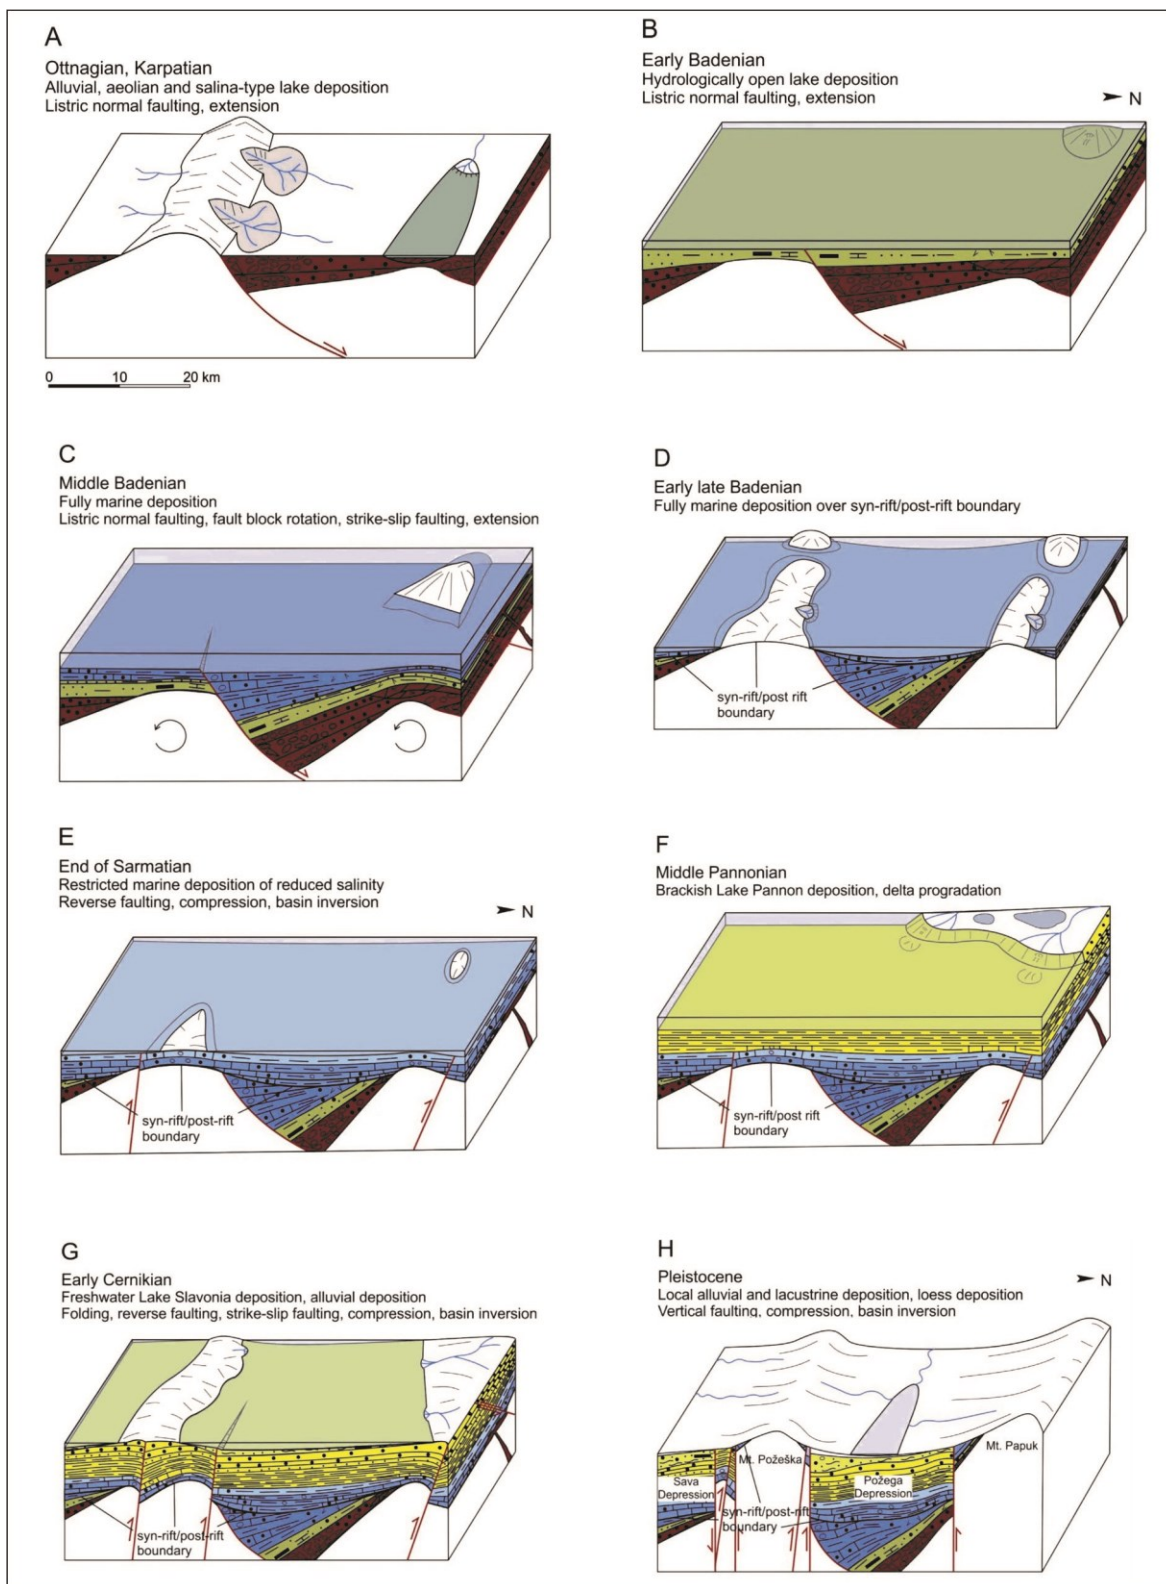 A
Ottnagian, Karpatian
Alluvial, aeolian and salina-type lake deposition
Listric normal faulting, extension
0 10 20 km
B
Early Badenian
Hydrologically open lake deposition
Listric normal faulting, extension
N
C
Middle Badenian
Fully marine deposition
Listric normal faulting, fault block rotation, strike-slip faulting, extension
D
Early late Badenian
Fully marine deposition over syn-rift/post-rift boundary
syn-rift/post rift
boundary
E
End of Sarmatian
Restricted marine deposition of reduced salinity
Reverse faulting, compression, basin inversion
N
syn-rift/post-rift
boundary
F
Middle Pannonian
Brackish Lake Pannon deposition, delta progradation
syn-rift/post rift
boundary
G
Early Cernikian
Freshwater Lake Slavonia deposition, alluvial deposition
Folding, reverse faulting, strike-slip faulting, compression, basin inversion
syn-rift/post-rift
boundary
H
Pleistocene
Local alluvial and lacustrine deposition, loess deposition
Vertical faulting, compression, basin inversion
N
Mt. Papuk
Mt. Požeška
Sava
Depression
Požega
Depression
syn-rift/post-rift
boundary